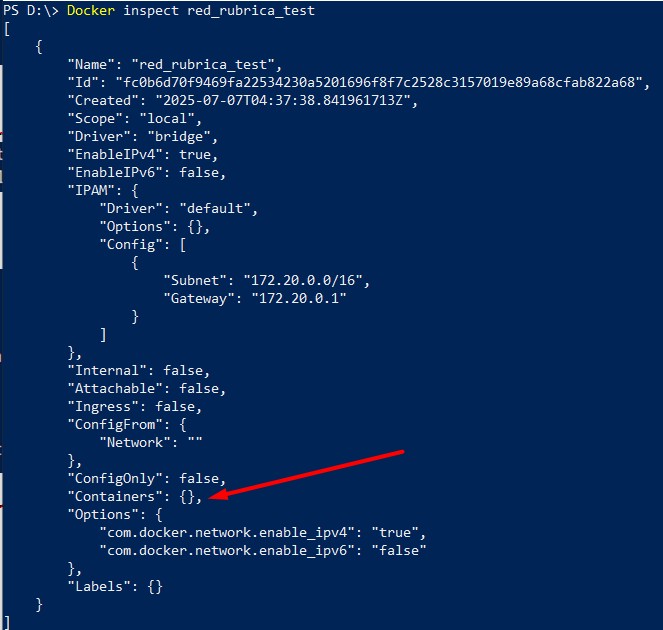 PS D:\> Docker inspect red_rubrica_test
[
    {
        "Name": "red_rubrica_test",
        "Id": "fc0b6d70f9469fa22534230a5201696f8f7c2528c3157019e89a68cfab822a68",
        "Created": "2025-07-07T04:37:38.841961713Z",
        "Scope": "local",
        "Driver": "bridge",
        "EnableIPv4": true,
        "EnableIPv6": false,
        "IPAM": {
            "Driver": "default",
            "Options": {},
            "Config": [
                {
                    "Subnet": "172.20.0.0/16",
                    "Gateway": "172.20.0.1"
                }
            ]
        },
        "Internal": false,
        "Attachable": false,
        "Ingress": false,
        "ConfigFrom": {
            "Network": ""
        },
        "ConfigOnly": false,
        "Containers": {},
        "Options": {
            "com.docker.network.enable_ipv4": "true",
            "com.docker.network.enable_ipv6": "false"
        },
        "Labels": {}
    }
]